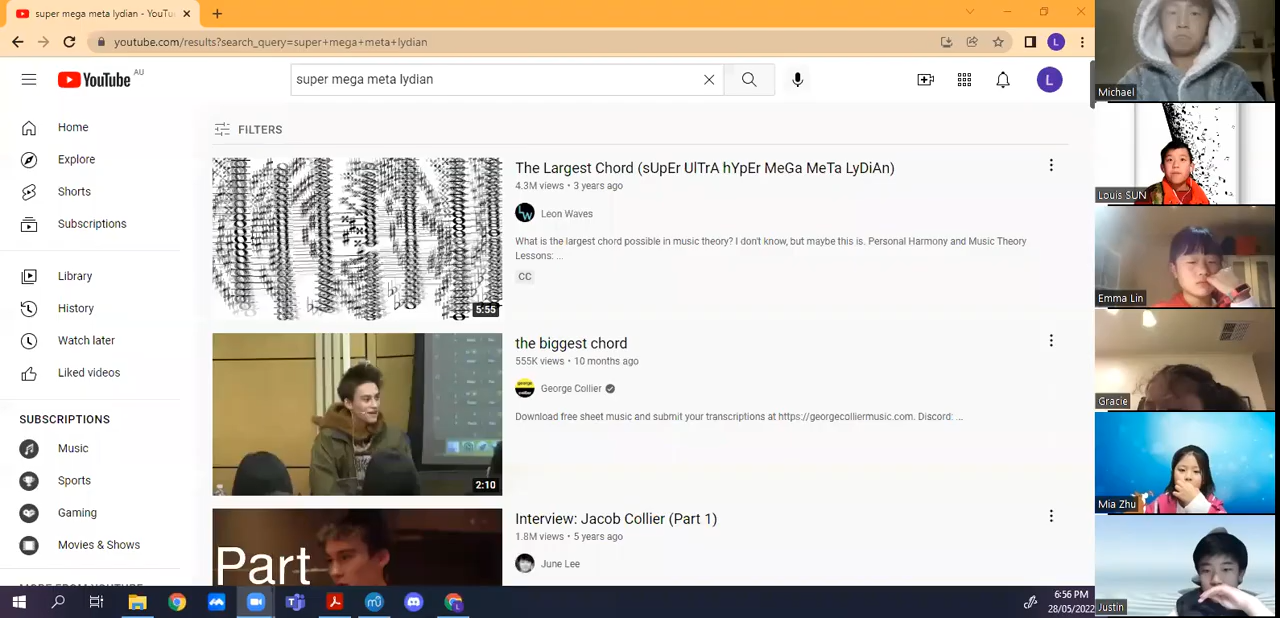 super mega meta lydian - YouTu
youtube.com/results?search_query=super+mega+meta+lydian
L
YouTube AU
super mega meta lydian
L
Home
Explore
Shorts
Subscriptions
Library
History
Watch later
Liked videos
SUBSCRIPTIONS
Music
Sports
Gaming
Movies & Shows
MORE FROM YOUTUBE
FILTERS
5:55
The Largest Chord (sUpEr UlTrA hYpEr MeGa MeTa LyDiAn)
4.3M views • 3 years ago
LW
Leon Waves
What is the largest chord possible in music theory? I don't know, but maybe this is. Personal Harmony and Music Theory
Lessons: ...
CC
2:10
the biggest chord
555K views • 10 months ago
george collier
George Collier
Download free sheet music and submit your transcriptions at https://georgecolliermusic.com. Discord: ...
Part
Interview: Jacob Collier (Part 1)
1.8M views • 5 years ago
June Lee
Michael
Louis SUN
Emma Lin
Gracie
Mia Zhu
Justin
6:56 PM
28/05/2022